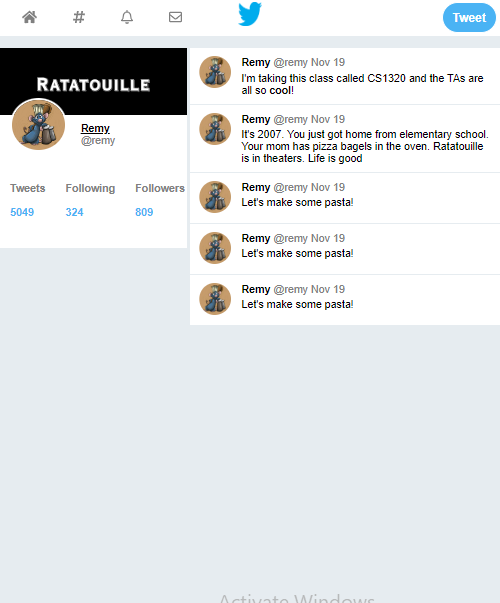 Tweet
RATATOUILLE
Remy
@remy
Tweets Following Followers
5049 324 809
Remy @remy Nov 19
I'm taking this class called CS1320 and the TAs are
all so cool!
Remy @remy Nov 19
It's 2007. You just got home from elementary school.
Your mom has pizza bagels in the oven. Ratatouille
is in theaters. Life is good
Remy @remy Nov 19
Let's make some pasta!
Remy @remy Nov 19
Let's make some pasta!
Remy @remy Nov 19
Let's make some pasta!
Activate Windows